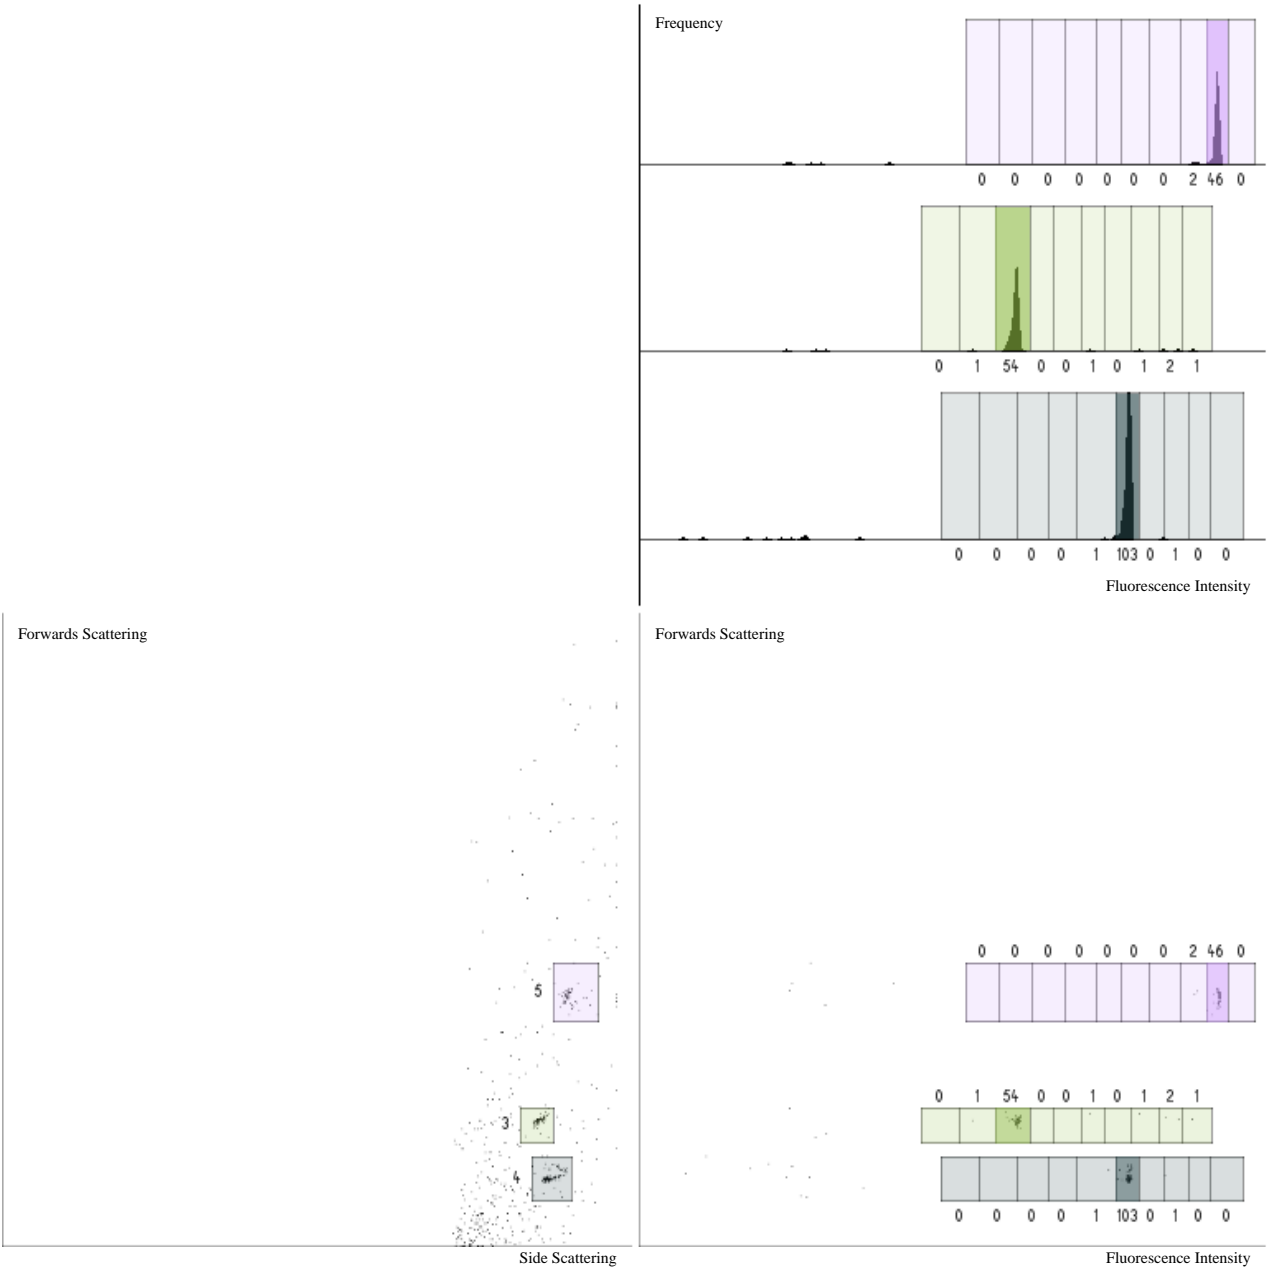 Frequency
0 0 0 0 0 0 0 2 46 0
0 1 54 0 0 1 0 1 2 1
0 0 0 0 1 103 0 1 0 0
Fluorescence Intensity
Forwards Scattering
5
3
4
Side Scattering
Forwards Scattering
0 0 0 0 0 0 0 2 46 0
0 1 54 0 0 1 0 1 2 1
0 0 0 0 1 103 0 1 0 0
Fluorescence Intensity